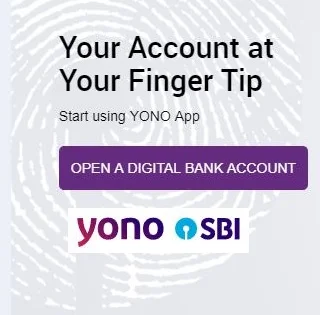 Your Account at
Your Finger Tip
Start using YONO App
OPEN A DIGITAL BANK ACCOUNT
yono SBI